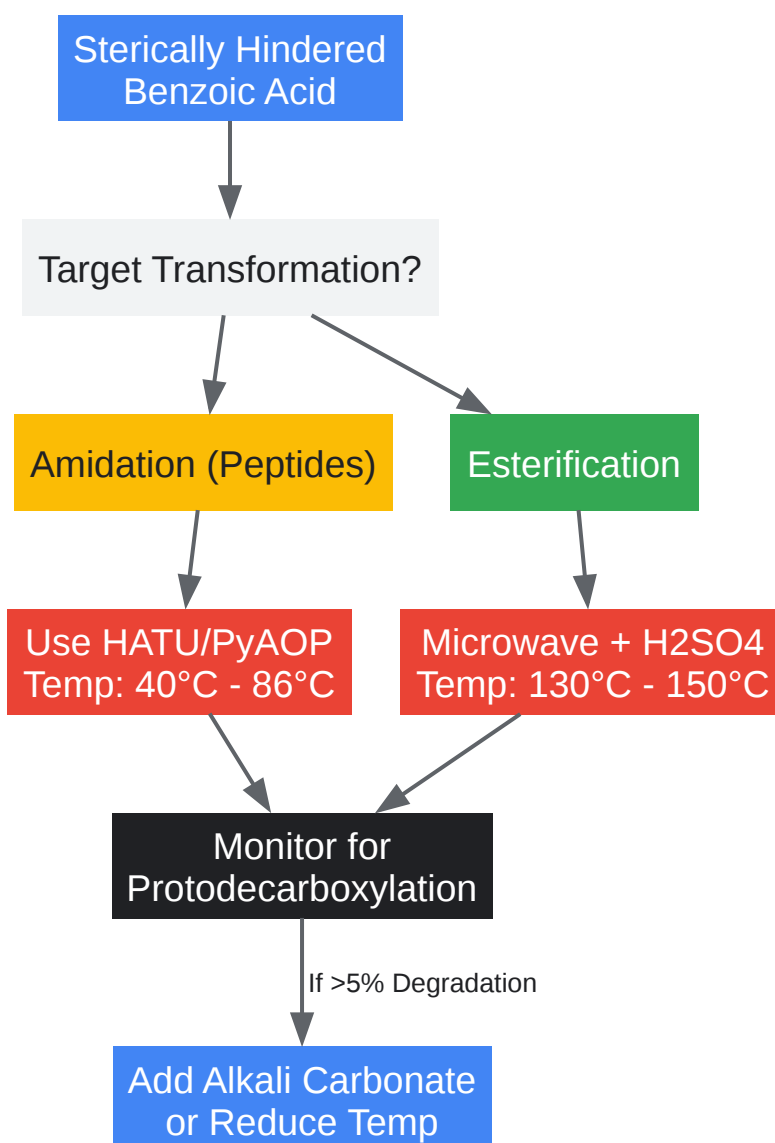 Sterically Hindered
Benzoic Acid
Target Transformation?
Amidation (Peptides)
Esterification
Use HATU/PyAOP
Temp: 40°C - 86°C
Microwave + H2SO4
Temp: 130°C - 150°C
Monitor for
Protodecarboxylation
If >5% Degradation
Add Alkali Carbonate
or Reduce Temp